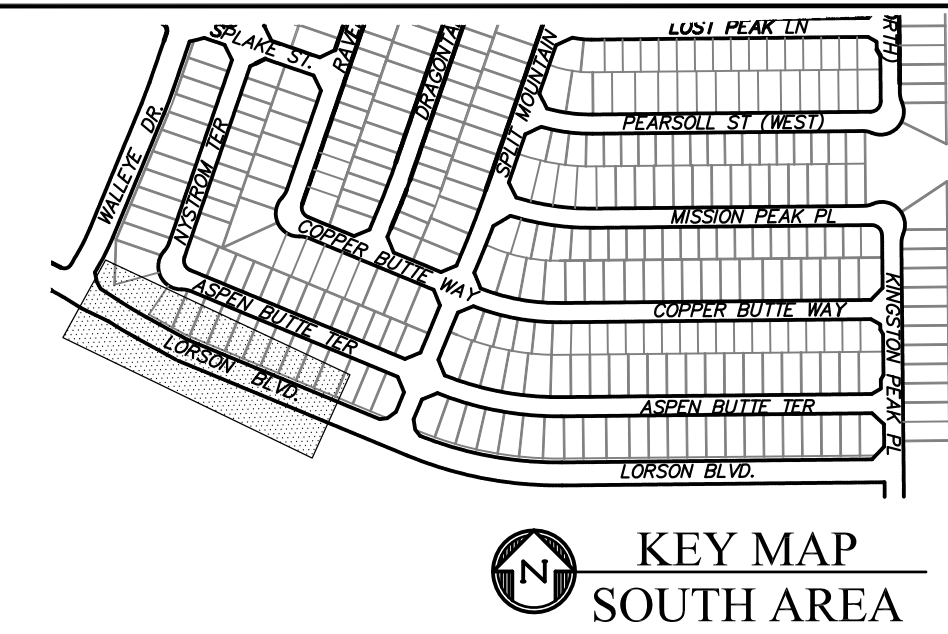 LOST PEAK LN
SPLAKE ST.
RAVE
DRAGONTA
SPLIT MOUNTAIN
RTH)
PEARSOLL ST (WEST)
WALLEYE DR.
NYSTROM TER
MISSION PEAK PL
COPPER BUTTE WAY
ASPEN BUTTE TER
COPPER BUTTE WAY
KINGSTON PEAK PL
LORSON BLVD.
ASPEN BUTTE TER
LORSON BLVD.
N
KEY MAP
SOUTH AREA